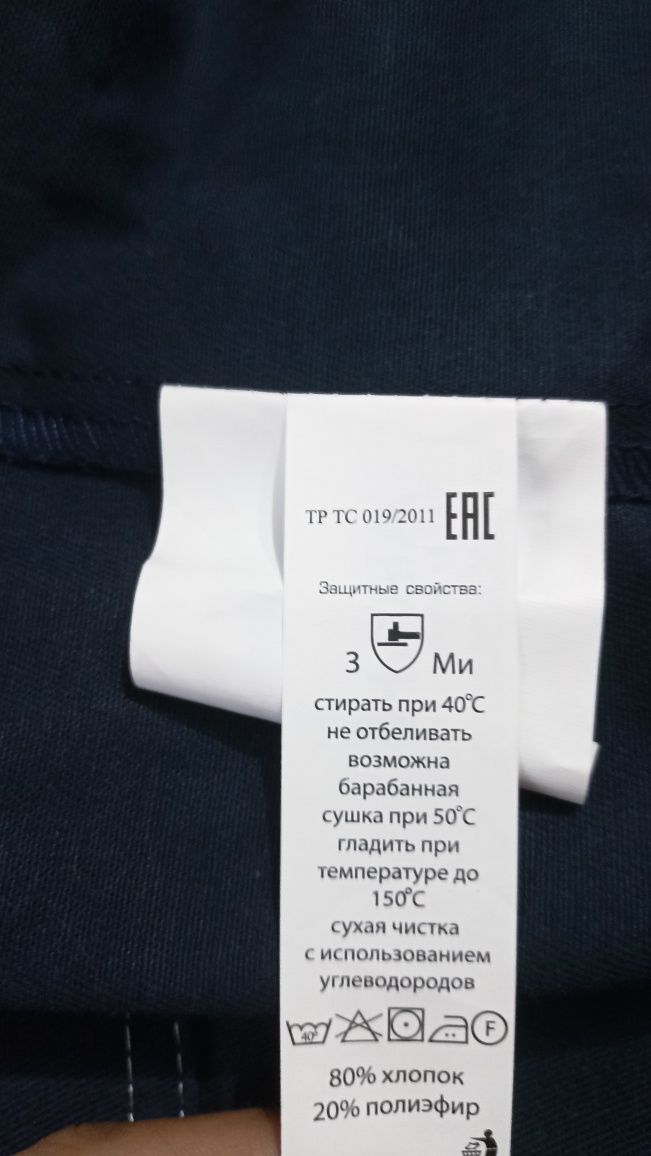 ТР ТС 019/2011 ЕАС
Защитные свойства:
З Ми
стирать при 40°С
не отбеливать
возможна
барабанная
сушка при 50°С
гладить при
температуре до
150°С
сухая чистка
с использованием
углеводородов
40° F
80% хлопок
20% полиэфир